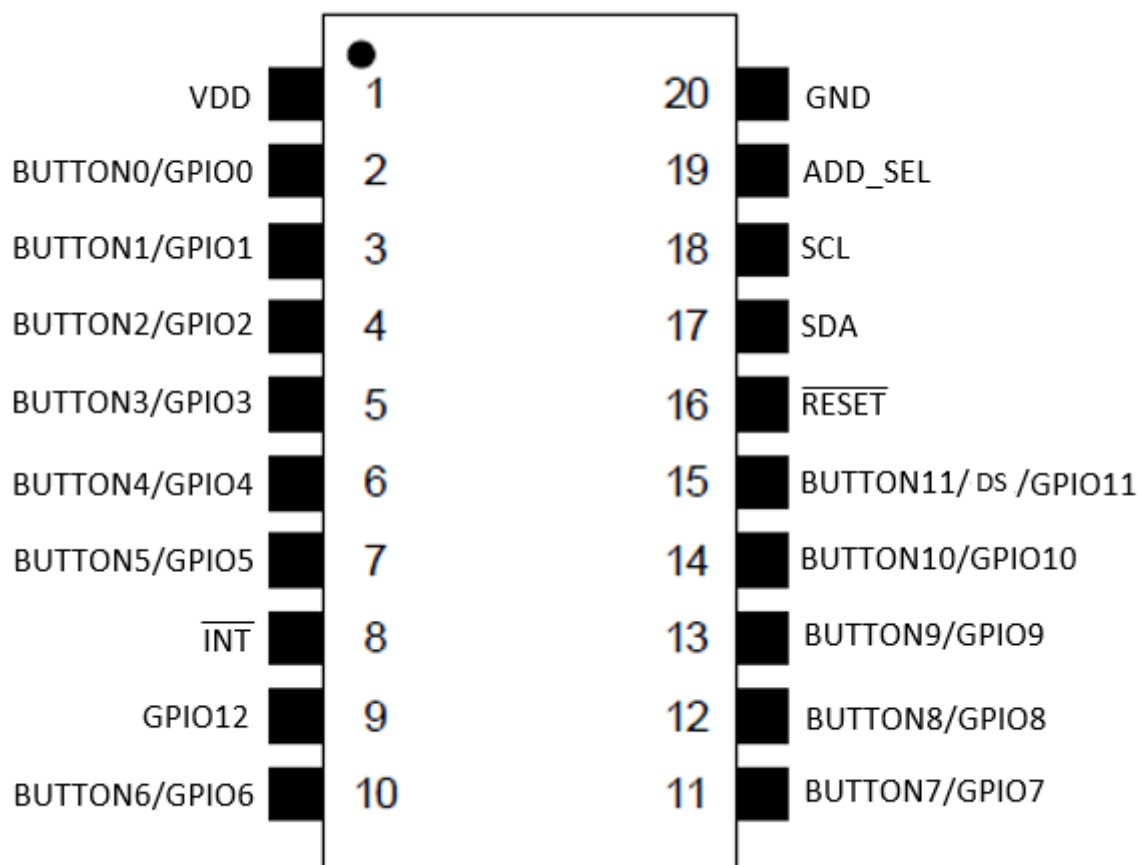 VDD 1 20 GND
BUTTON0/GPIO0 2 19 ADD_SEL
BUTTON1/GPIO1 3 18 SCL
BUTTON2/GPIO2 4 17 SDA
BUTTON3/GPIO3 5 16 R̅E̅S̅E̅T̅
BUTTON4/GPIO4 6 15 BUTTON11/ DS /GPIO11
BUTTON5/GPIO5 7 14 BUTTON10/GPIO10
I̅N̅T̅ 8 13 BUTTON9/GPIO9
GPIO12 9 12 BUTTON8/GPIO8
BUTTON6/GPIO6 10 11 BUTTON7/GPIO7